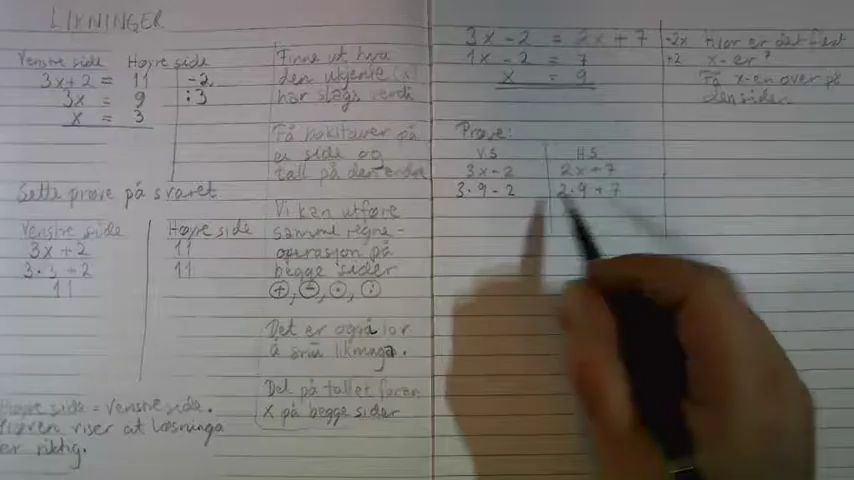 LIKNINGER
Venstre side Høyre side
3x+2 = 11 -2
3x = 9 :3
x = 3
Sette prøve på svaret
Venstre side Høyre side
3x+2 11
3·3+2 11
11
Høyre side = Venstre side.
viser at løsninga
er riktig.
Finne ut hva
den ukjente (x)
har slags verdi
Få bokstaver på
ei side og
tall på den andre
Vi kan utføre
samme regne-
operasjon på
begge sider
+, -, ·, :
Det er også lov
å snu likninga.
Del på tallet foran
x på begge sider
3x-2 = 2x+7 -2x Hvor er det flest
1x-2 = 7 +2 x-er?
x = 9 Få x-en over på
den siden
Prøve:
VS HS
3x-2 2x+7
3·9-2 2·9+7